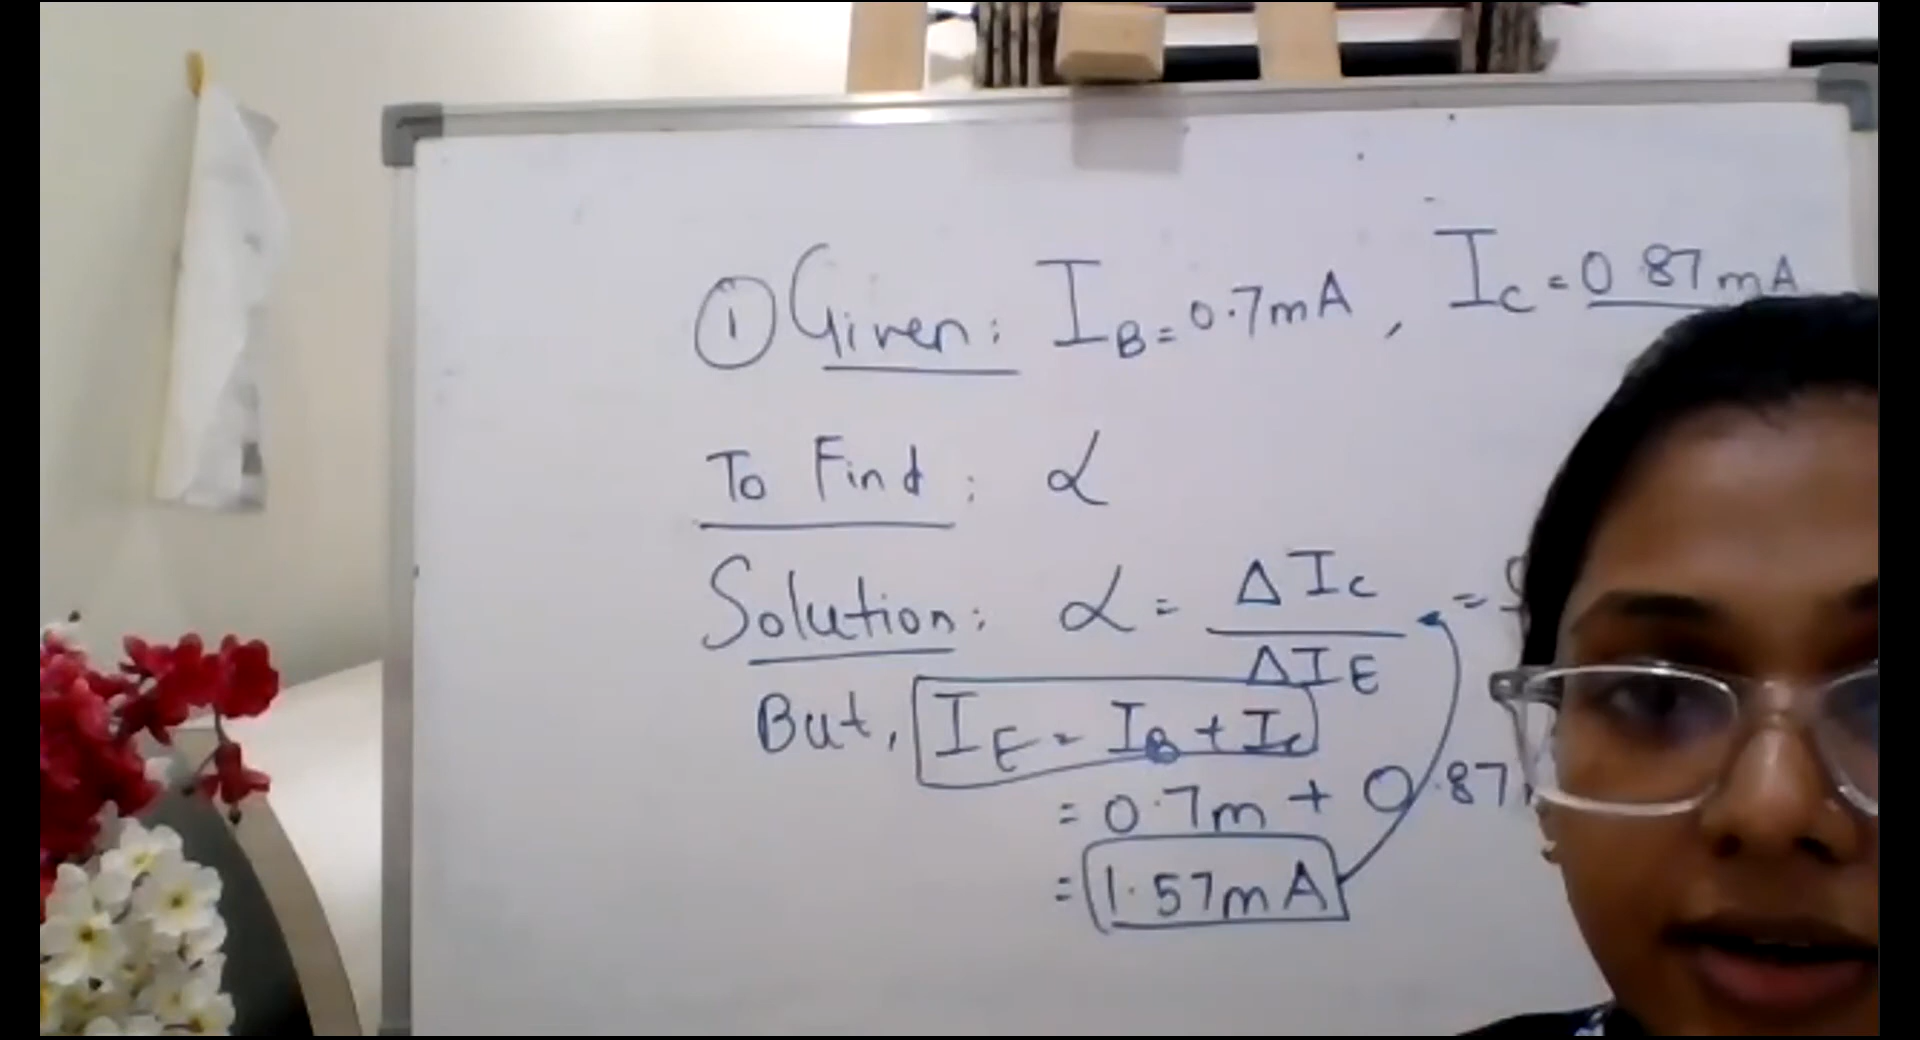 ① Given: I_B = 0.7mA, I_C = 0.87mA
To Find: α
Solution: α = ΔI_C / ΔI_E =
But, I_E = I_B + I_C
= 0.7m + 0.87
= 1.57mA